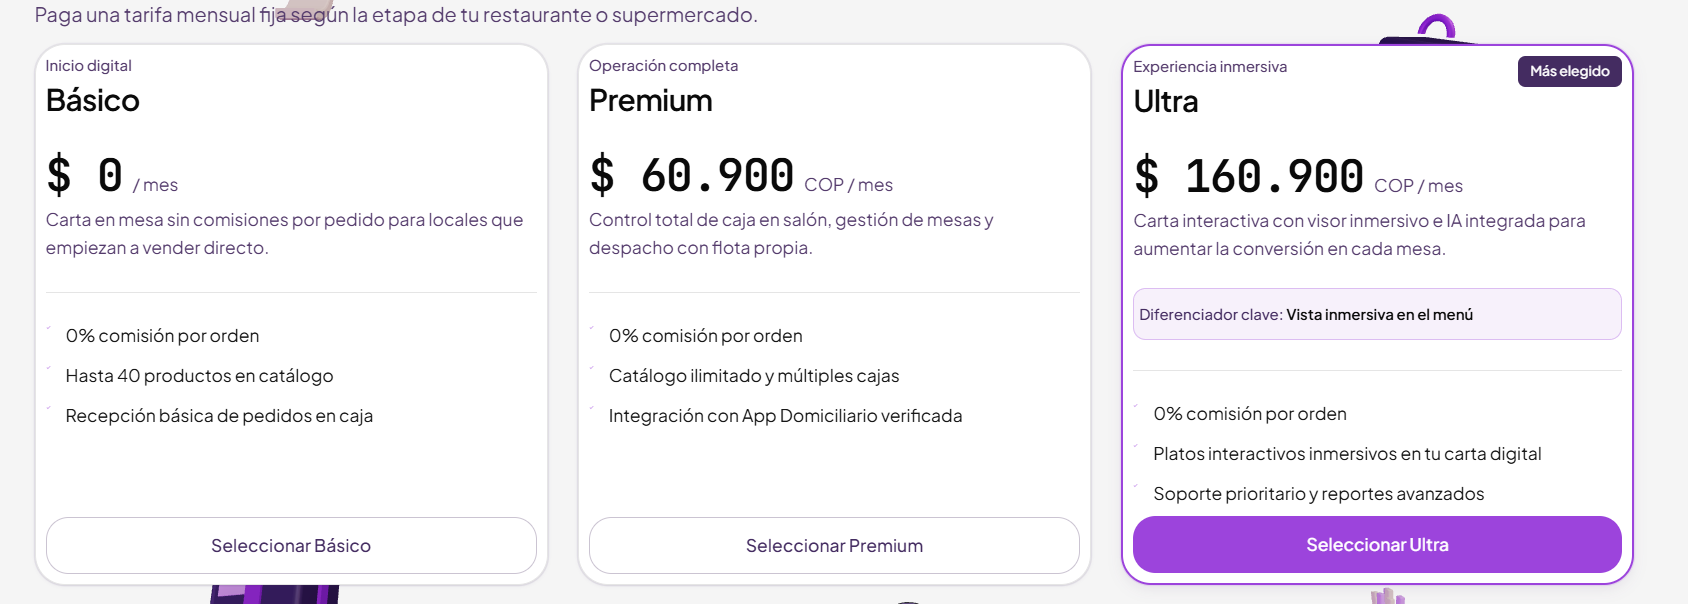 Paga una tarifa mensual fija según la etapa de tu restaurante o supermercado.
Inicio digital
Básico
$ 0 / mes
Carta en mesa sin comisiones por pedido para locales que
empiezan a vender directo.
0% comisión por orden
Hasta 40 productos en catálogo
Recepción básica de pedidos en caja
Seleccionar Básico
Operación completa
Premium
$ 60.900 COP / mes
Control total de caja en salón, gestión de mesas y
despacho con flota propia.
0% comisión por orden
Catálogo ilimitado y múltiples cajas
Integración con App Domiciliario verificada
Seleccionar Premium
Experiencia inmersiva
Más elegido
Ultra
$ 160.900 COP / mes
Carta interactiva con visor inmersivo e IA integrada para
aumentar la conversión en cada mesa.
Diferenciador clave: Vista inmersiva en el menú
0% comisión por orden
Platos interactivos inmersivos en tu carta digital
Soporte prioritario y reportes avanzados
Seleccionar Ultra